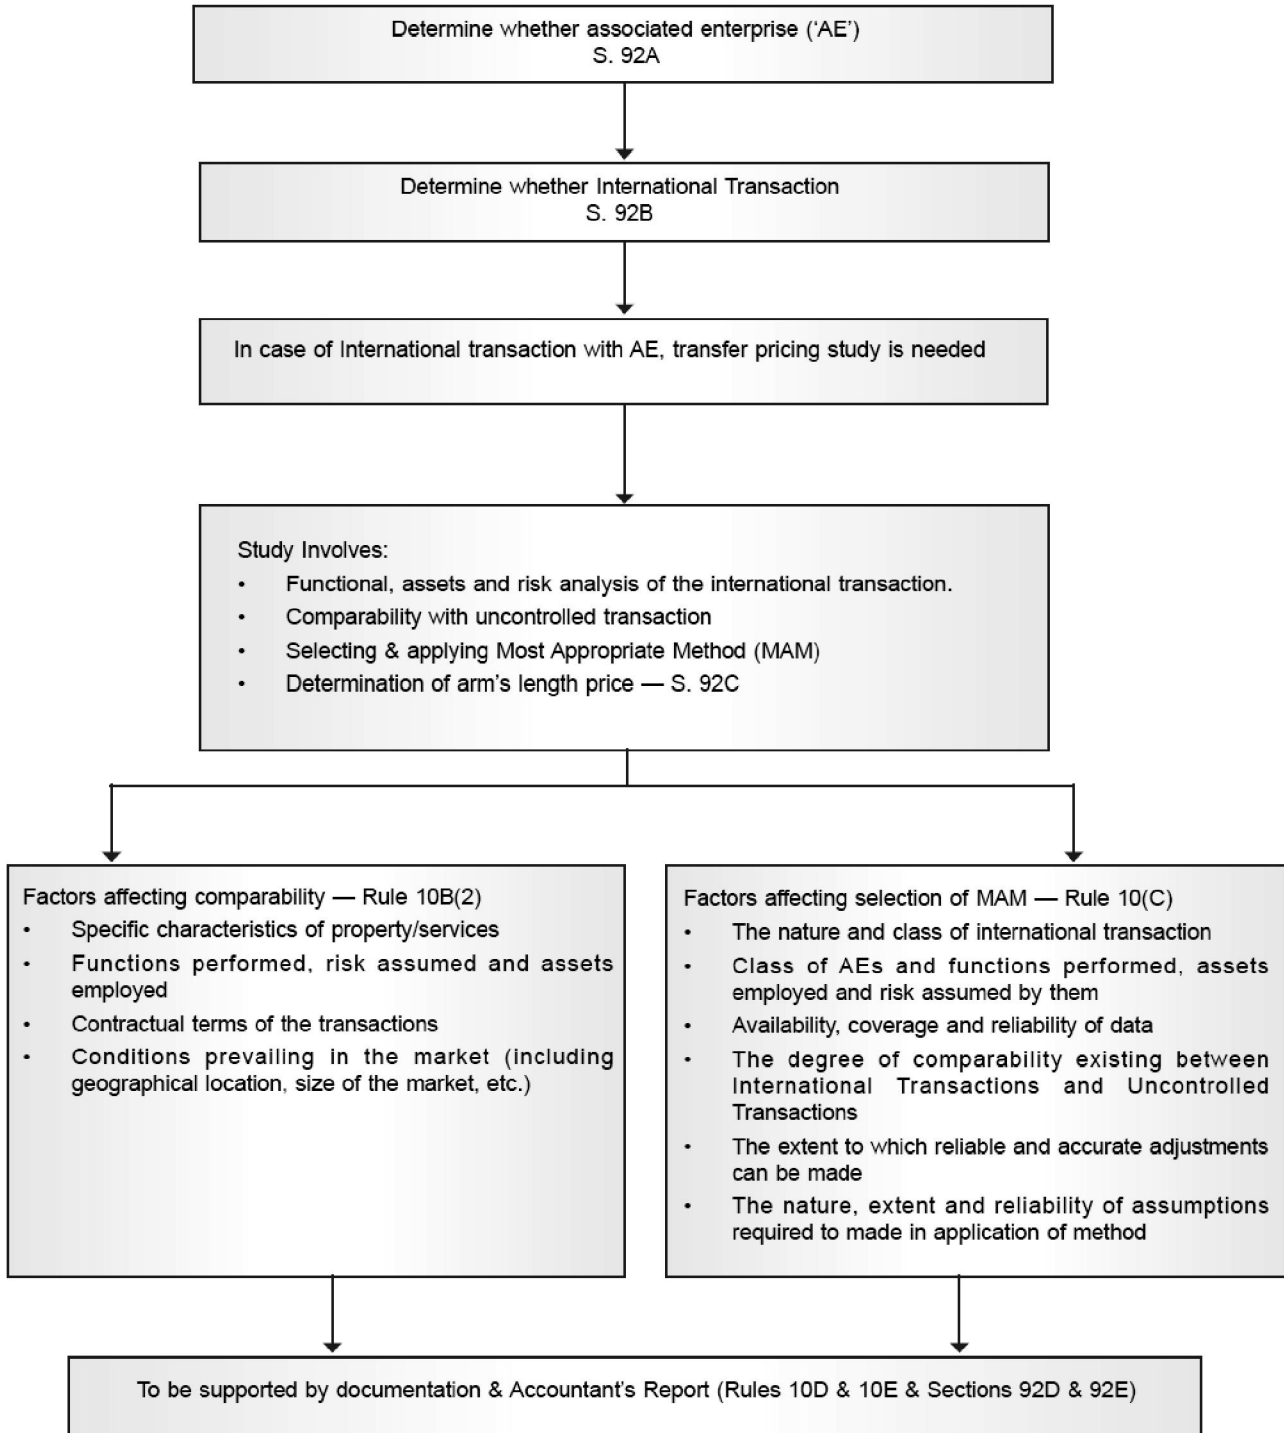 Determine whether associated enterprise (‘AE’)
S. 92A
Determine whether International Transaction
S. 92B
In case of International transaction with AE, transfer pricing study is needed
Study Involves:
• Functional, assets and risk analysis of the international transaction.
• Comparability with uncontrolled transaction
• Selecting & applying Most Appropriate Method (MAM)
• Determination of arm’s length price — S. 92C
Factors affecting comparability — Rule 10B(2)
• Specific characteristics of property/services
• Functions performed, risk assumed and assets
employed
• Contractual terms of the transactions
• Conditions prevailing in the market (including
geographical location, size of the market, etc.)
Factors affecting selection of MAM — Rule 10(C)
• The nature and class of international transaction
• Class of AEs and functions performed, assets
employed and risk assumed by them
• Availability, coverage and reliability of data
• The degree of comparability existing between
International Transactions and Uncontrolled
Transactions
• The extent to which reliable and accurate adjustments
can be made
• The nature, extent and reliability of assumptions
required to made in application of method
To be supported by documentation & Accountant’s Report (Rules 10D & 10E & Sections 92D & 92E)